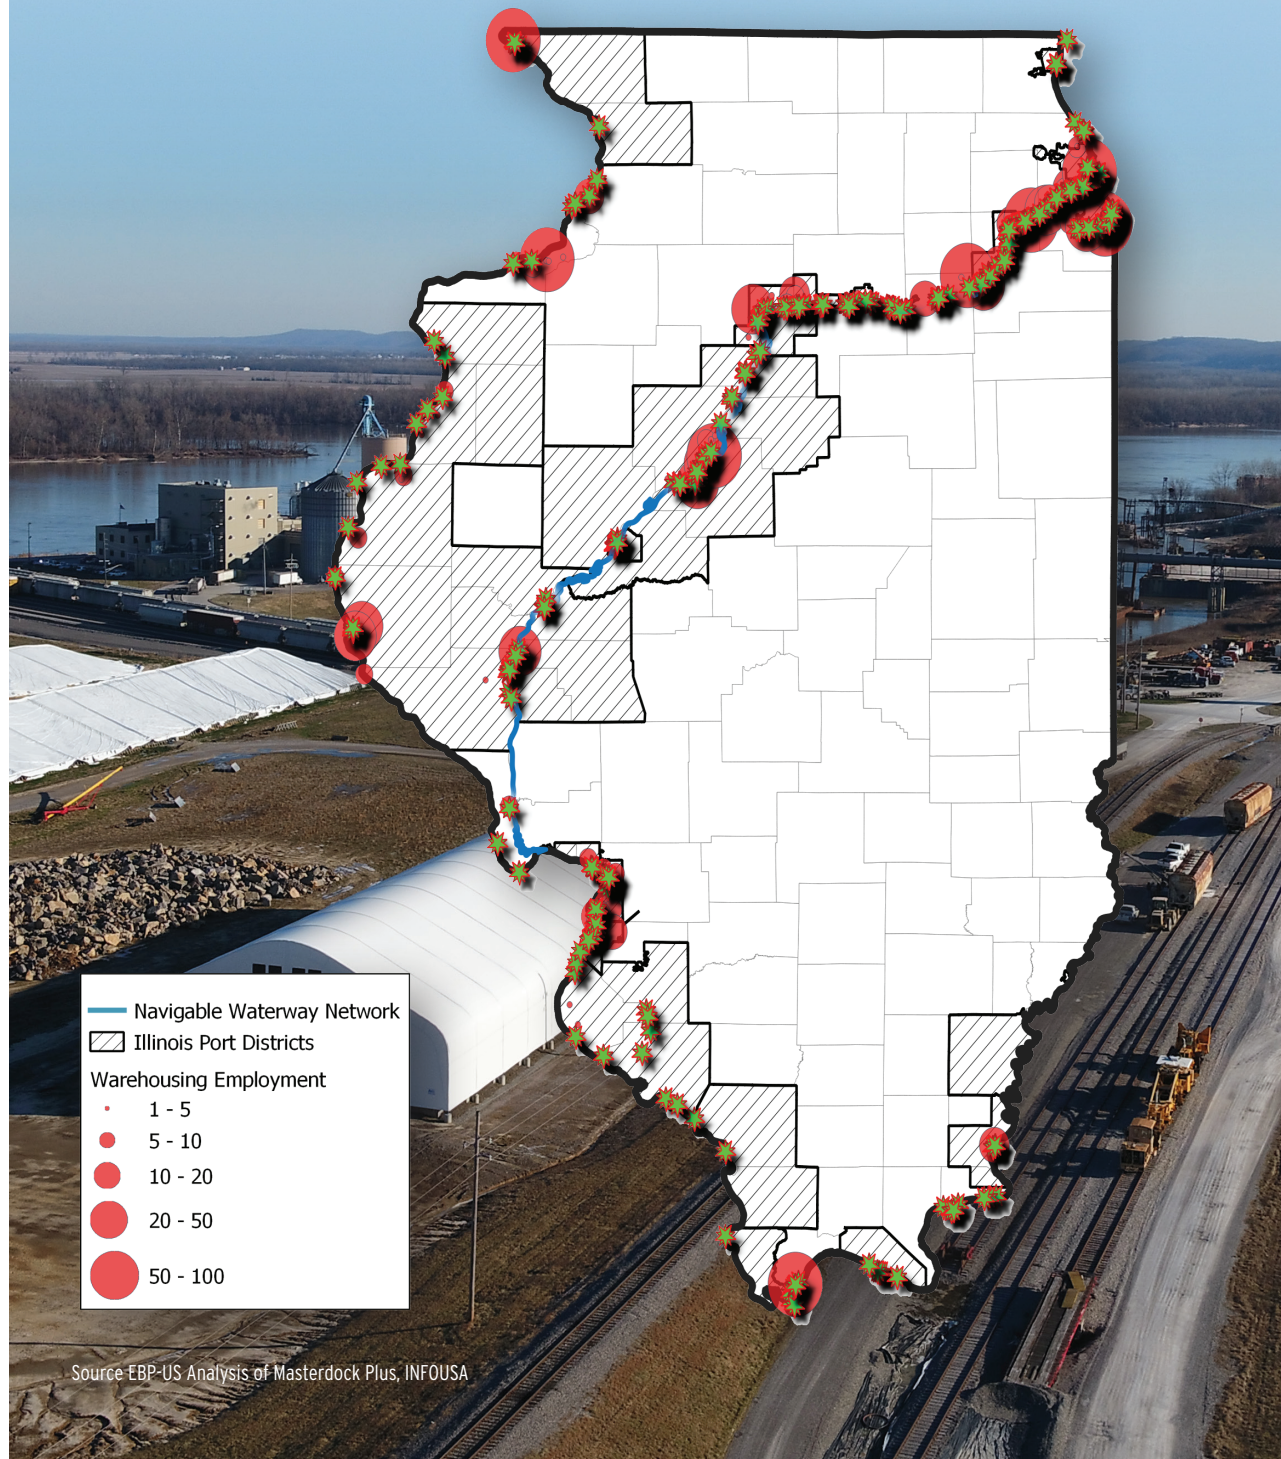 Navigable Waterway Network
Illinois Port Districts
Warehousing Employment
1 - 5
5 - 10
10 - 20
20 - 50
50 - 100
Source EBP-US Analysis of Masterdock Plus, INFOUSA